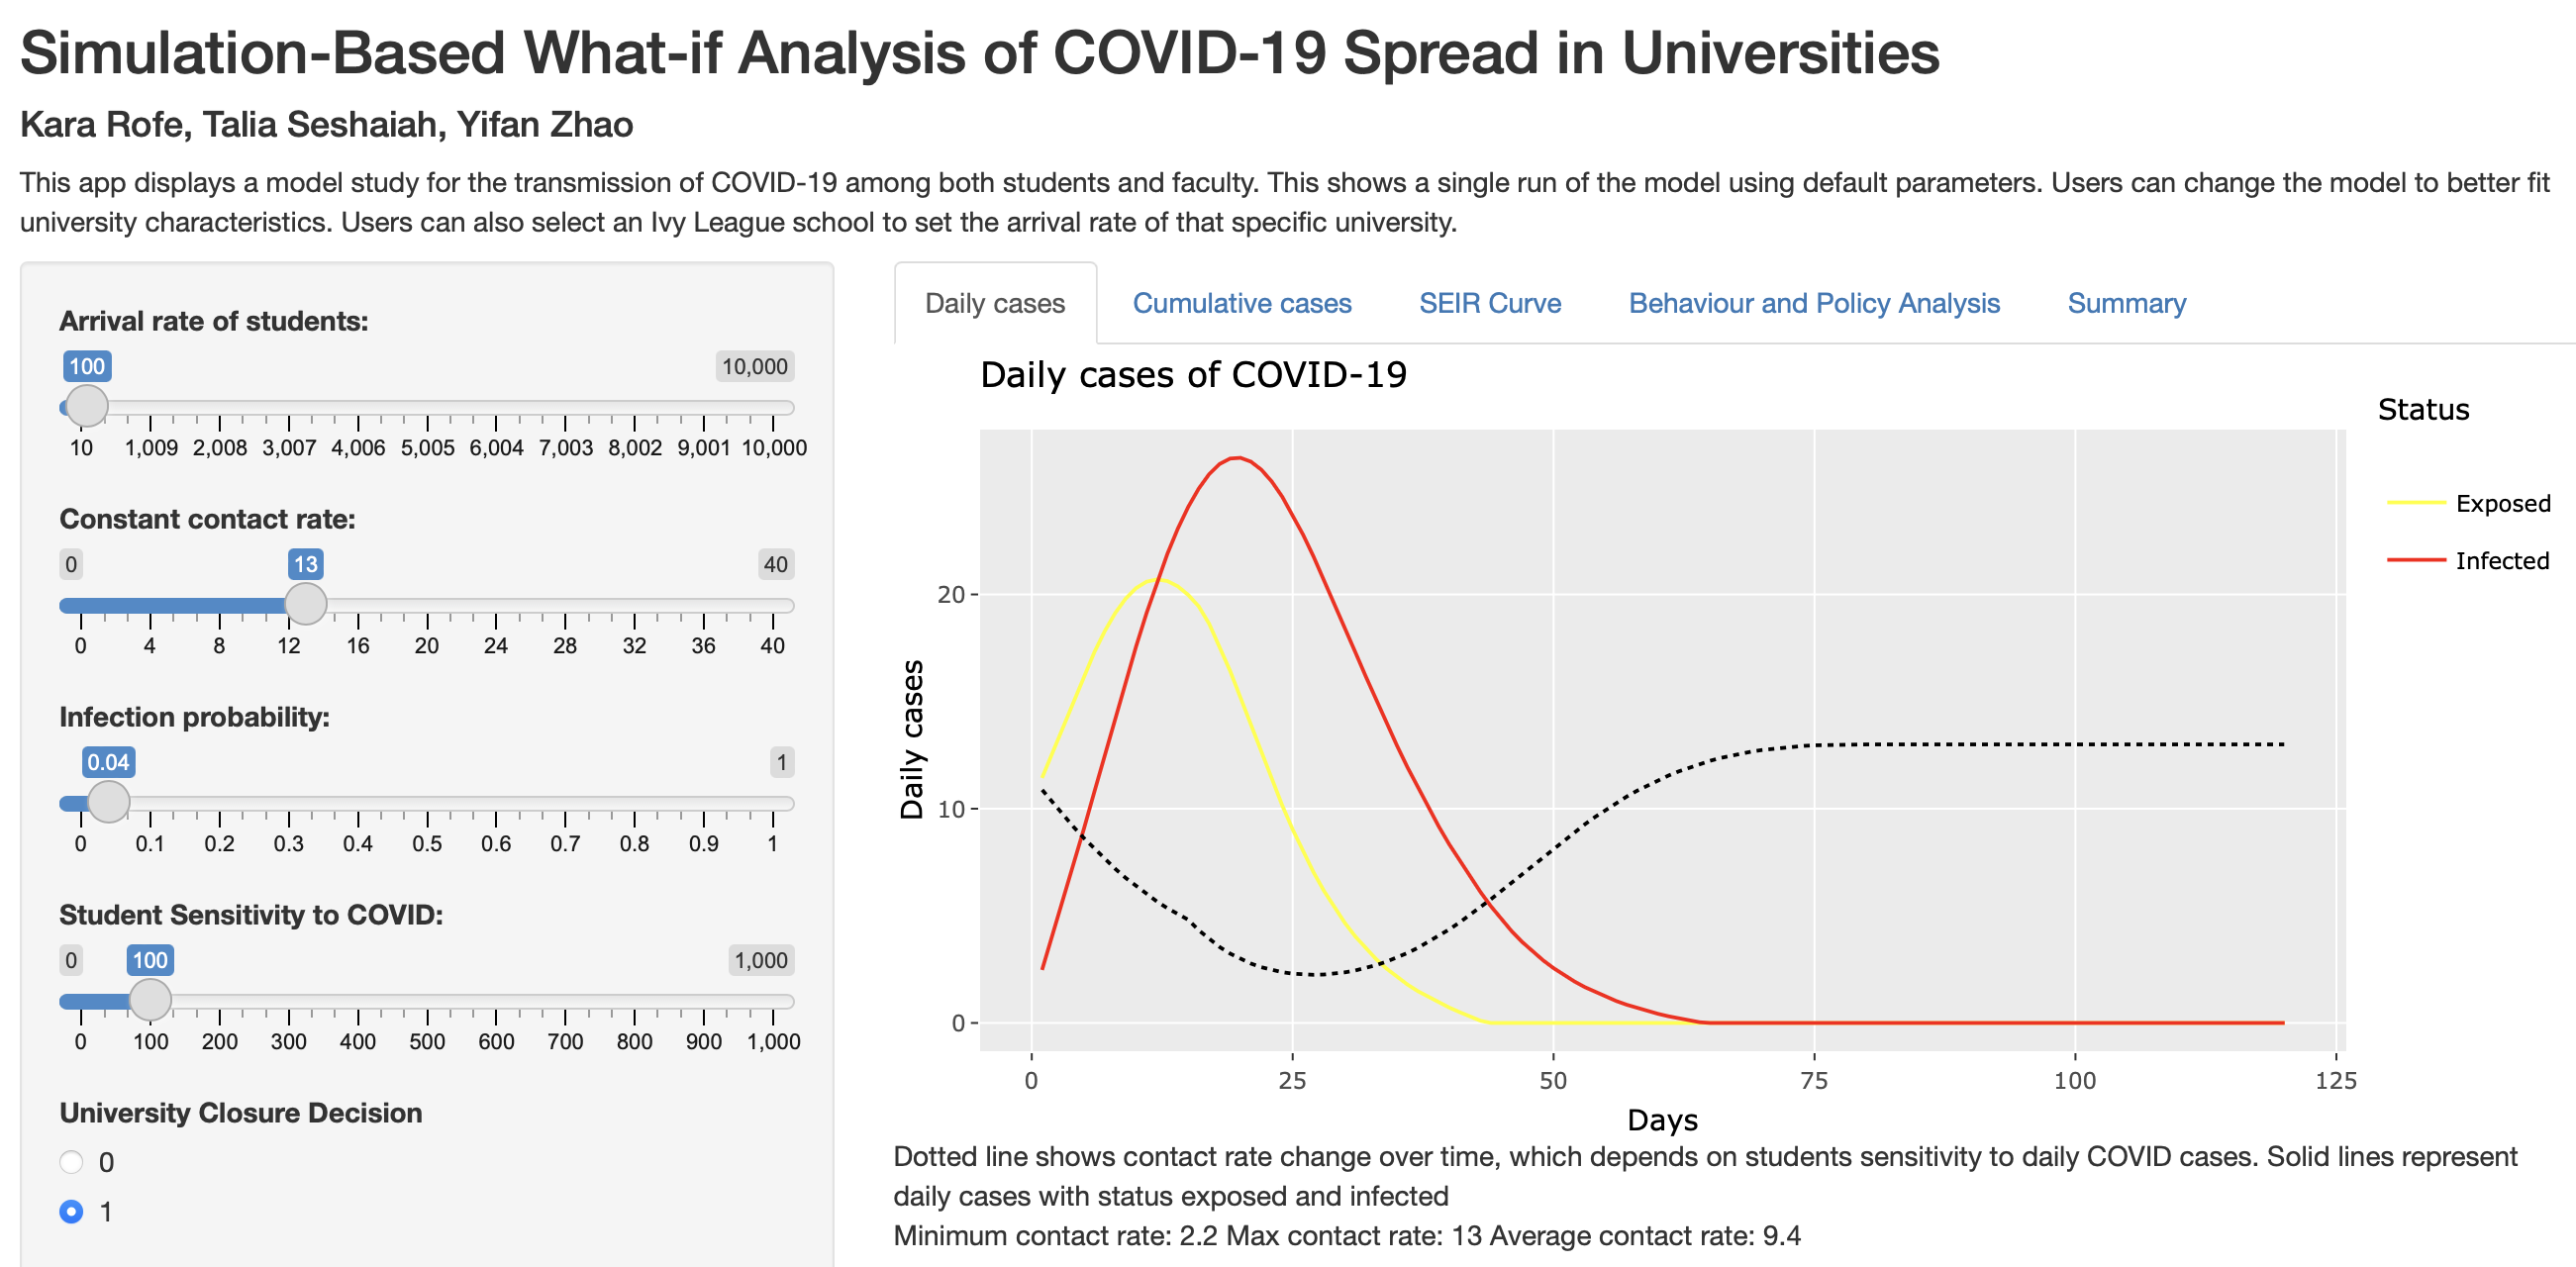 Simulation-Based What-if Analysis of COVID-19 Spread in Universities
Kara Rofe, Talia Seshaiah, Yifan Zhao
This app displays a model study for the transmission of COVID-19 among both students and faculty. This shows a single run of the model using default parameters. Users can change the model to better fit
university characteristics. Users can also select an Ivy League school to set the arrival rate of that specific university.
Arrival rate of students:
100 10,000
10 1,009 2,008 3,007 4,006 5,005 6,004 7,003 8,002 9,001 10,000
Constant contact rate:
0 13 40
0 4 8 12 16 20 24 28 32 36 40
Infection probability:
0.04 1
0 0.1 0.2 0.3 0.4 0.5 0.6 0.7 0.8 0.9 1
Student Sensitivity to COVID:
0 100 1,000
0 100 200 300 400 500 600 700 800 900 1,000
University Closure Decision
0
1
Daily cases Cumulative cases SEIR Curve Behaviour and Policy Analysis Summary
Daily cases of COVID-19
Status
Exposed
Infected
Daily cases
20
10
0
0 25 50 75 100 125
Days
Dotted line shows contact rate change over time, which depends on students sensitivity to daily COVID cases. Solid lines represent
daily cases with status exposed and infected
Minimum contact rate: 2.2 Max contact rate: 13 Average contact rate: 9.4